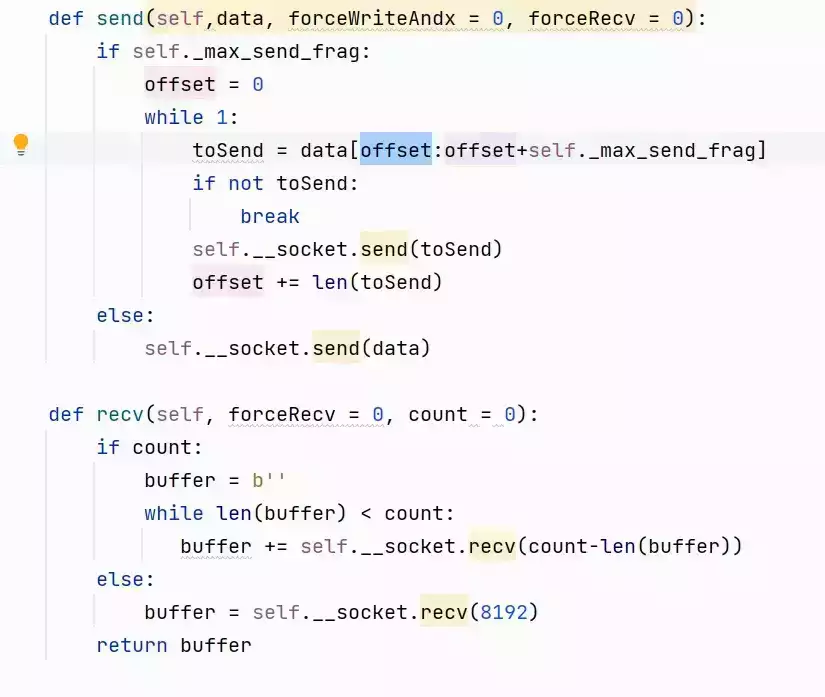 def send(self,data, forceWriteAndx = 0, forceRecv = 0):
    if self._max_send_frag:
        offset = 0
        while 1:
            toSend = data[offset:offset+self._max_send_frag]
            if not toSend:
                break
            self.__socket.send(toSend)
            offset += len(toSend)
    else:
        self.__socket.send(data)

def recv(self, forceRecv = 0, count = 0):
    if count:
        buffer = b''
        while len(buffer) < count:
           buffer += self.__socket.recv(count-len(buffer))
    else:
        buffer = self.__socket.recv(8192)
    return buffer